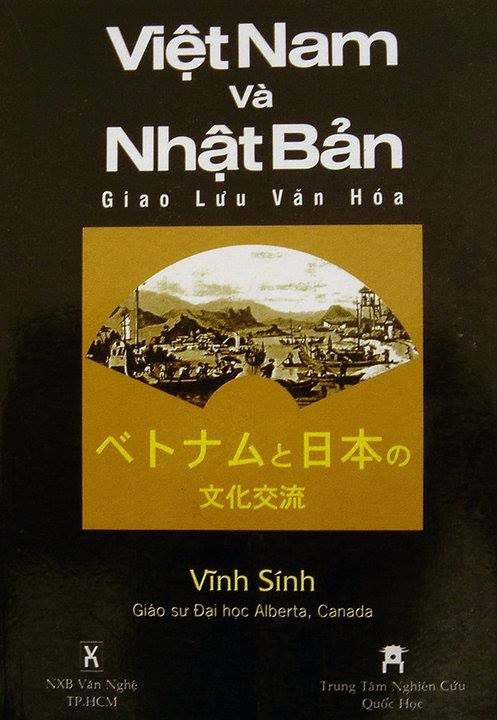 Việt Nam
Và
Nhật Bản
Giao Lưu Văn Hóa
ベトナムと日本の
文化交流
Vĩnh Sính
Giáo sư Đại học Alberta, Canada
NXB Văn Nghệ
TP.HCM
Trung Tâm Nghiên Cứu
Quốc Học